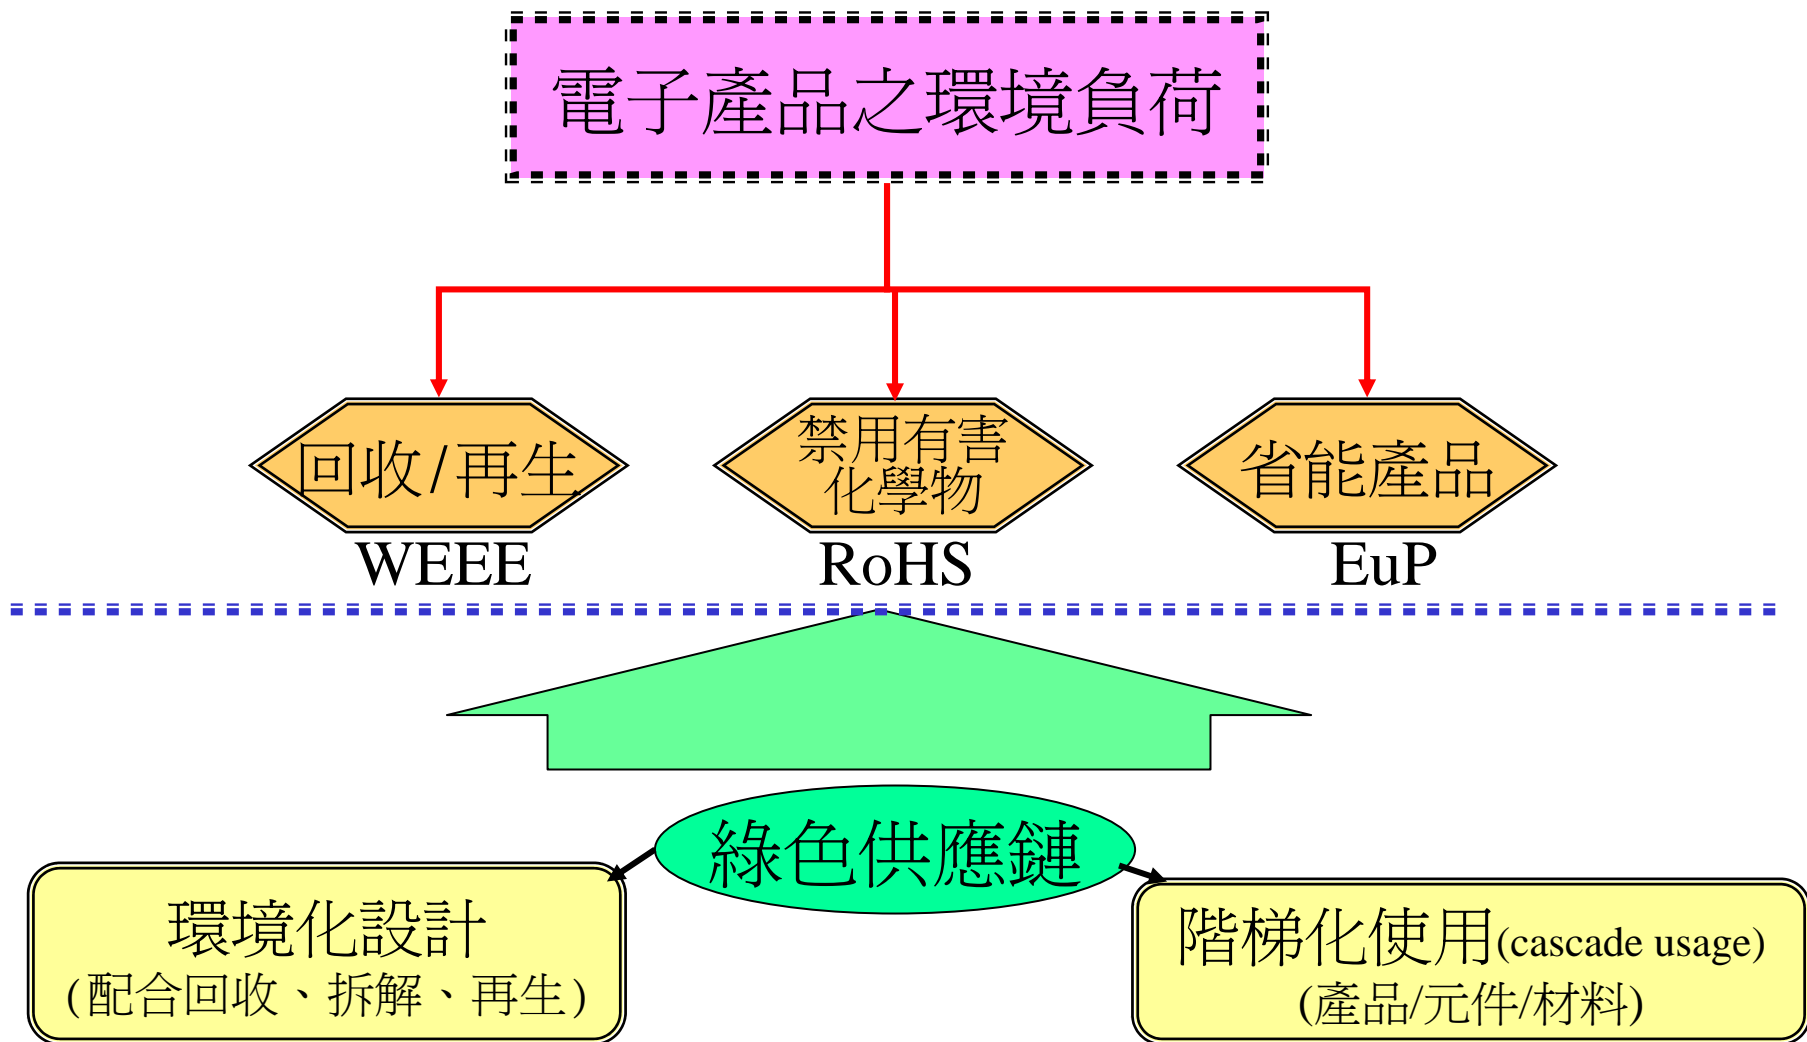 電子產品之環境負荷
回收/再生
禁用有害
化學物
省能產品
WEEE
RoHS
EuP
綠色供應鏈
環境化設計
(配合回收、拆解、再生)
階梯化使用(cascade usage)
(產品/元件/材料)